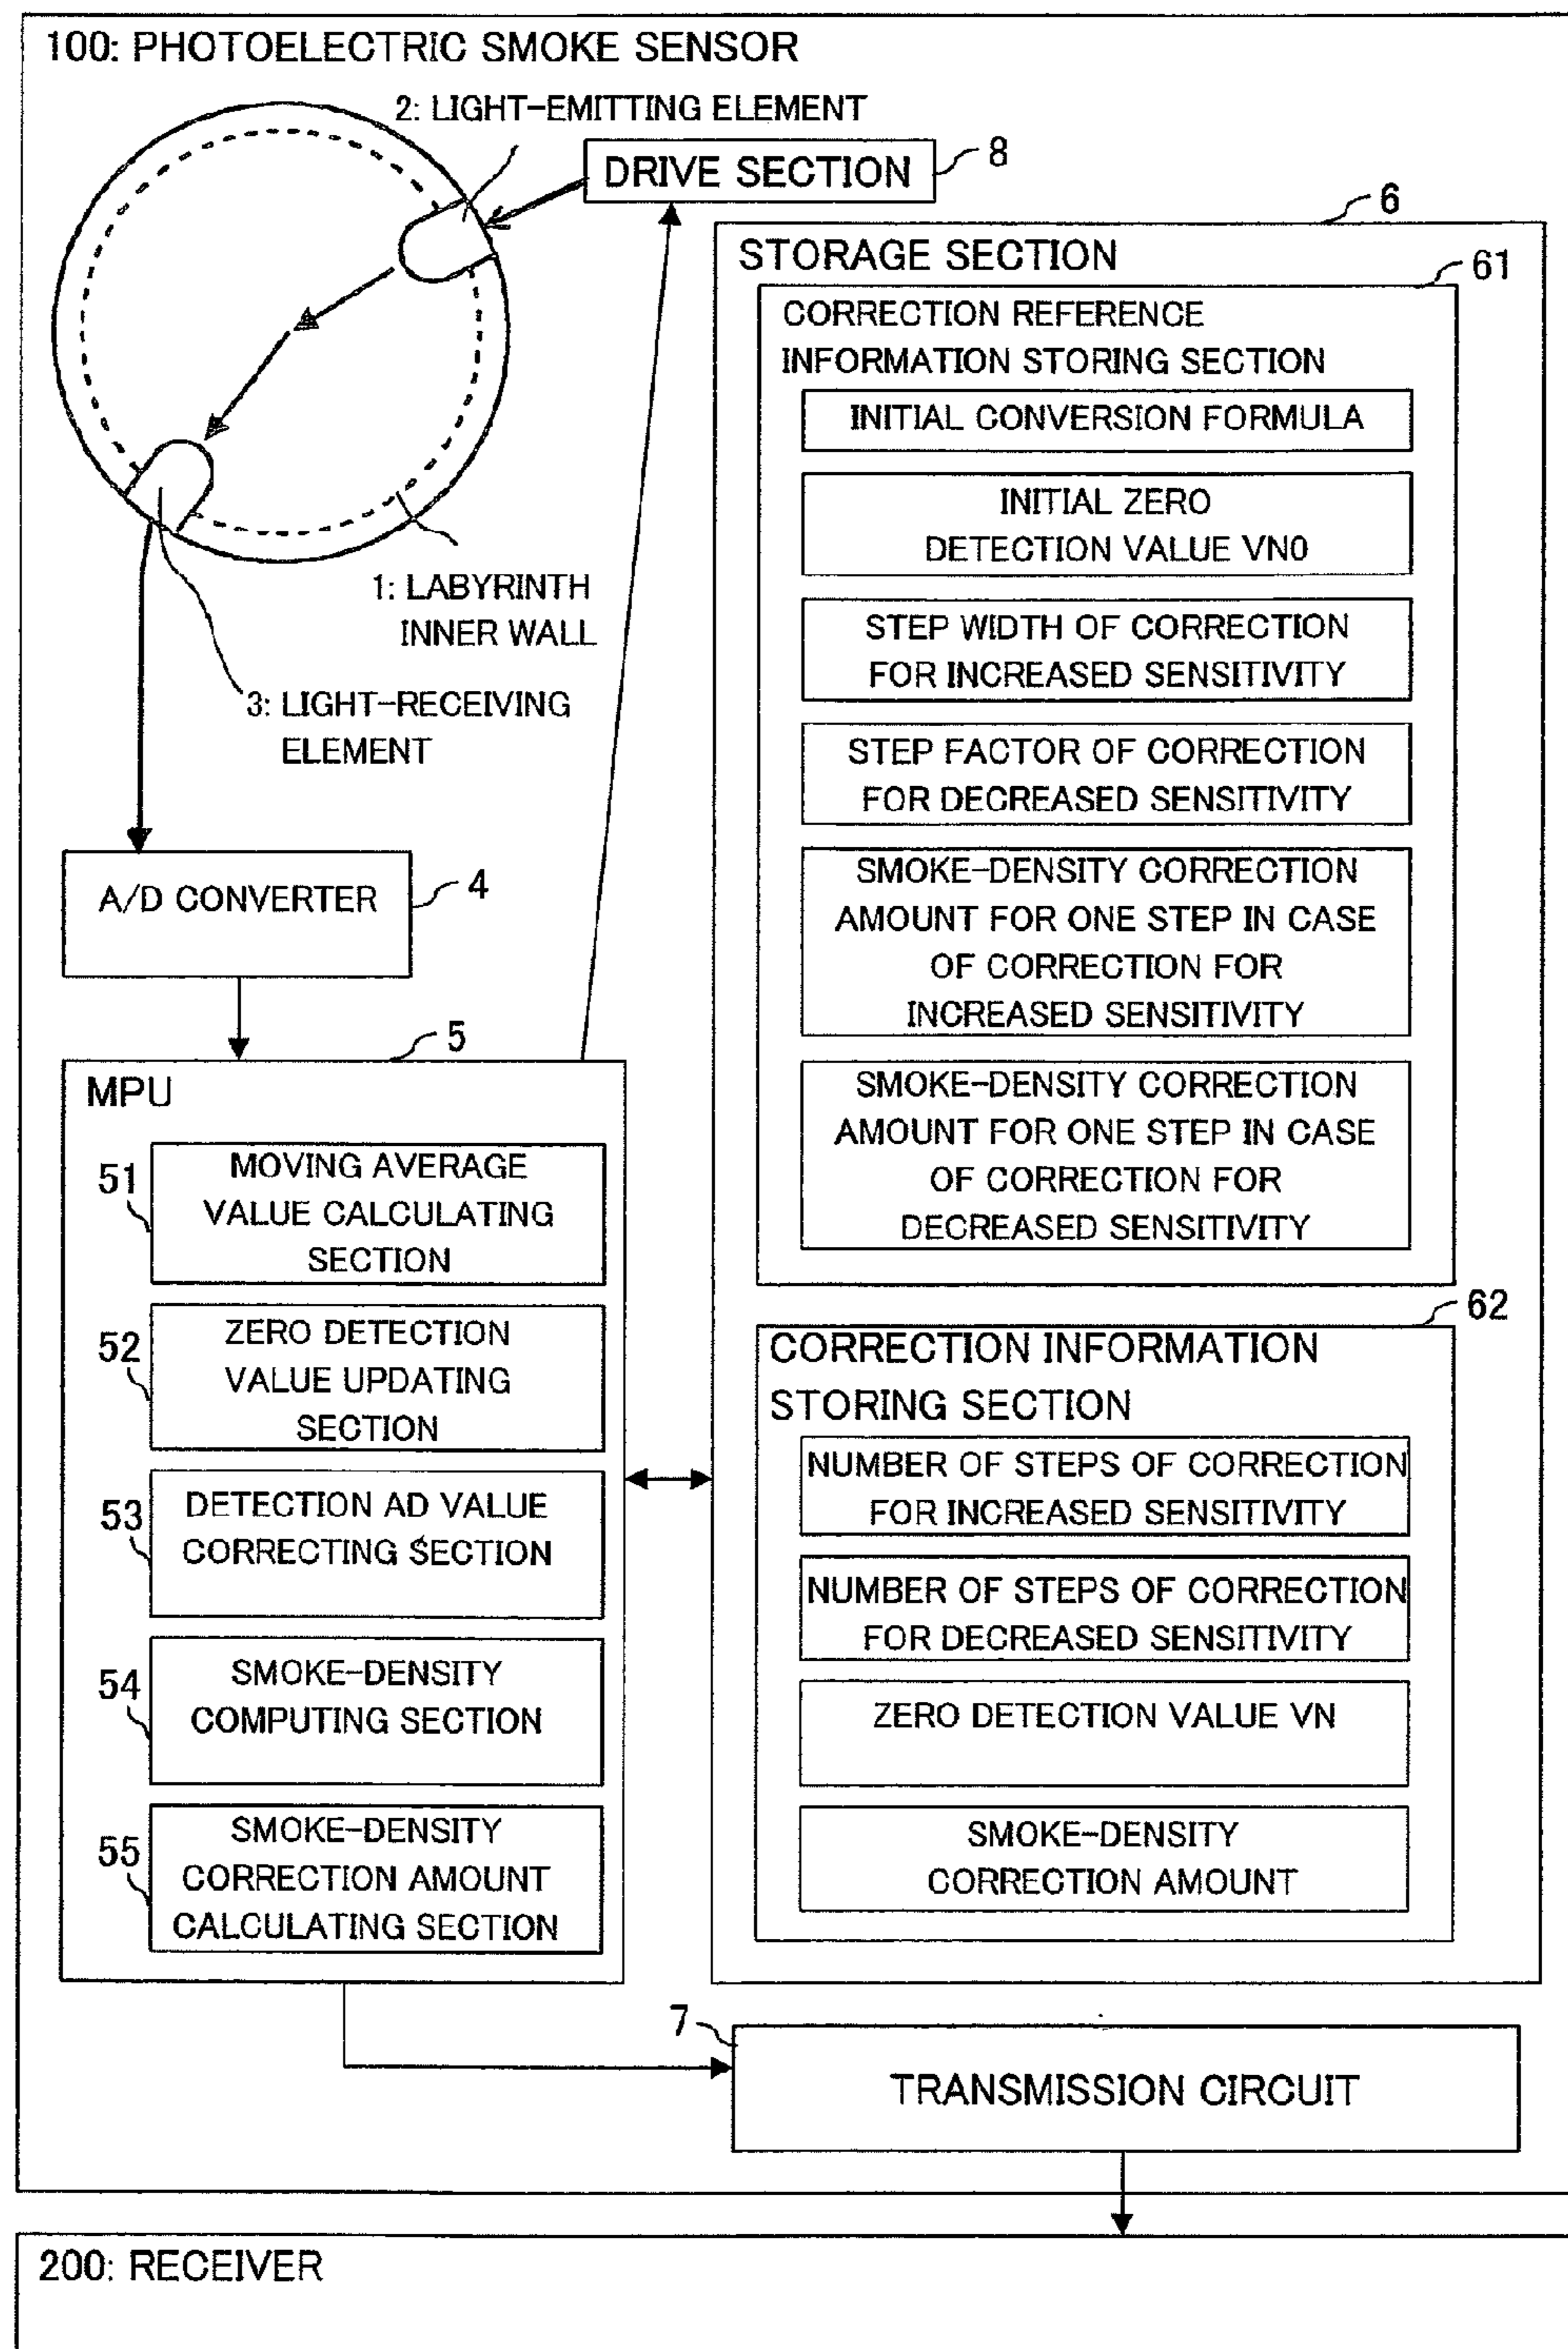 100: PHOTOELECTRIC SMOKE SENSOR
2: LIGHT-EMITTING ELEMENT
DRIVE SECTION
8
6
STORAGE SECTION
61
CORRECTION REFERENCE
INFORMATION STORING SECTION
INITIAL CONVERSION FORMULA
INITIAL ZERO
DETECTION VALUE VN0
STEP WIDTH OF CORRECTION
FOR INCREASED SENSITIVITY
STEP FACTOR OF CORRECTION
FOR DECREASED SENSITIVITY
SMOKE-DENSITY CORRECTION
AMOUNT FOR ONE STEP IN CASE
OF CORRECTION FOR
INCREASED SENSITIVITY
SMOKE-DENSITY CORRECTION
AMOUNT FOR ONE STEP IN CASE
OF CORRECTION FOR
DECREASED SENSITIVITY
1: LABYRINTH
INNER WALL
3: LIGHT-RECEIVING
ELEMENT
A/D CONVERTER
4
5
MPU
51
MOVING AVERAGE
VALUE CALCULATING
SECTION
52
ZERO DETECTION
VALUE UPDATING
SECTION
53
DETECTION AD VALUE
CORRECTING SECTION
54
SMOKE-DENSITY
COMPUTING SECTION
55
SMOKE-DENSITY
CORRECTION AMOUNT
CALCULATING SECTION
62
CORRECTION INFORMATION
STORING SECTION
NUMBER OF STEPS OF CORRECTION
FOR INCREASED SENSITIVITY
NUMBER OF STEPS OF CORRECTION
FOR DECREASED SENSITIVITY
ZERO DETECTION VALUE VN
SMOKE-DENSITY
CORRECTION AMOUNT
7
TRANSMISSION CIRCUIT
200: RECEIVER